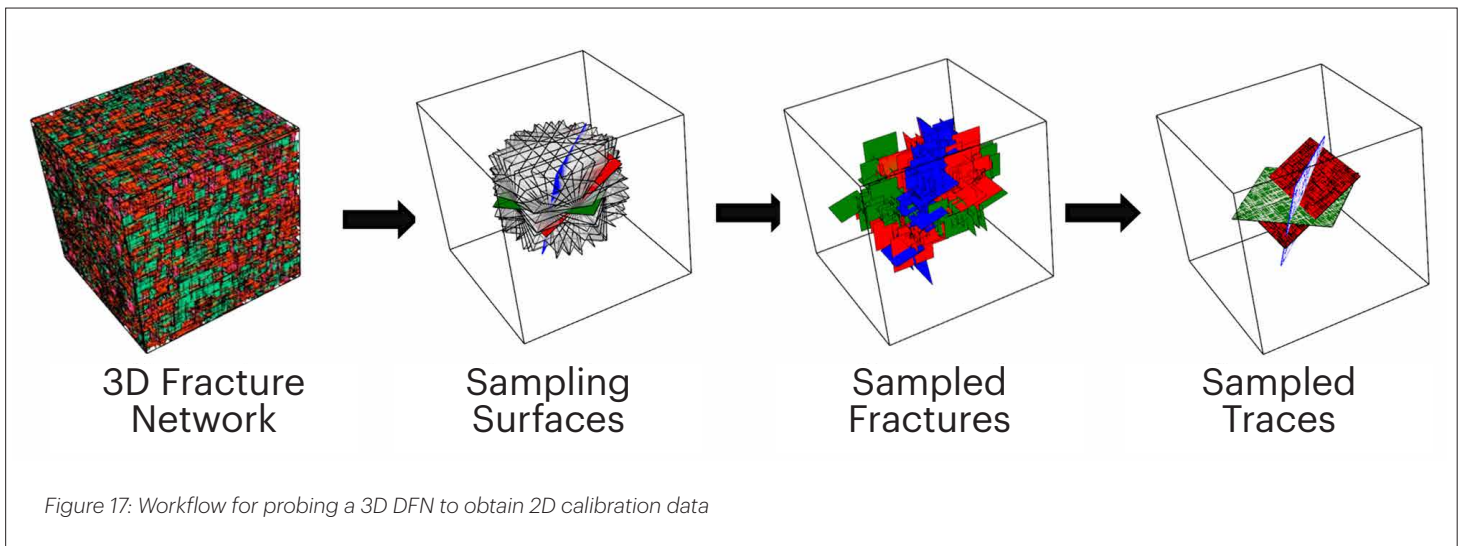 3D Fracture
Network
Sampling
Surfaces
Sampled
Fractures
Sampled
Traces
Figure 17: Workflow for probing a 3D DFN to obtain 2D calibration data